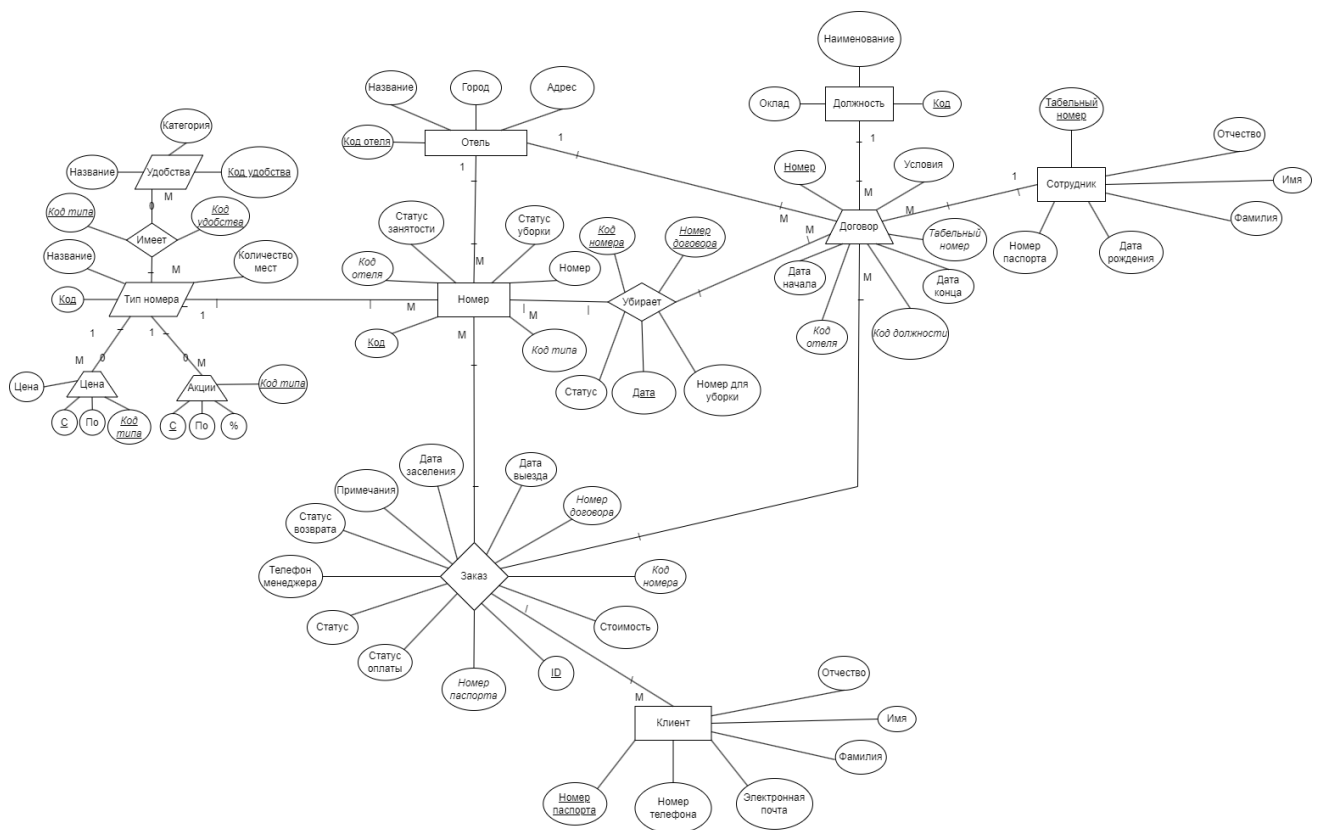 Наименование
Название
Город
Адрес
Оклад
Должность
Код
Код отеля
Отель
1
1
1
Табельный
номер
Отчество
Имя
Фамилия
Сотрудник
1
Номер
паспорта
Дата
рождения
Категория
Название
Удобства
Код удобства
М
0
Код типа
Код
удобства
Имеет
Название
М
Количество
мест
Код
Тип номера
1
1
1
Статус
занятости
Статус
уборки
Код
отеля
Номер
М
М
Номер
М
Код
Код типа
М
Код
номера
Номер
договора
Убирает
Статус
Дата
Номер для
уборки
Номер
Условия
М
М
М
М
Договор
Табельный
номер
Дата
начала
Дата
конца
М
Код
отеля
Код должности
М
0
0
М
Цена
Цена
С
По
Код
типа
Акции
Код типа
С
По
%
Дата
заселения
Дата
выезда
Примечания
Номер
договора
Статус
возврата
Телефон
менеджера
Заказ
Код
номера
Статус
Стоимость
Статус
оплаты
Номер
паспорта
ID
М
Клиент
Отчество
Имя
Фамилия
Номер
паспорта
Номер
телефона
Электронная
почта